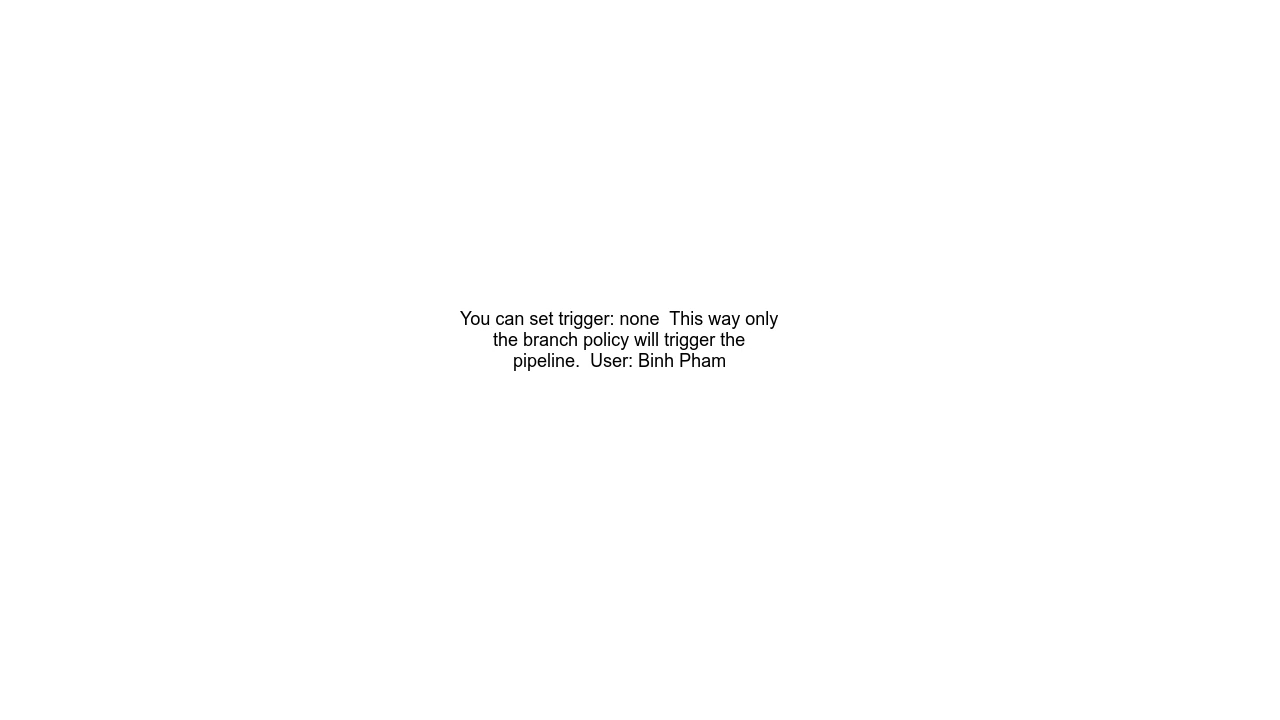 You can set trigger: none  This way only
the branch policy will trigger the
pipeline.  User: Binh Pham